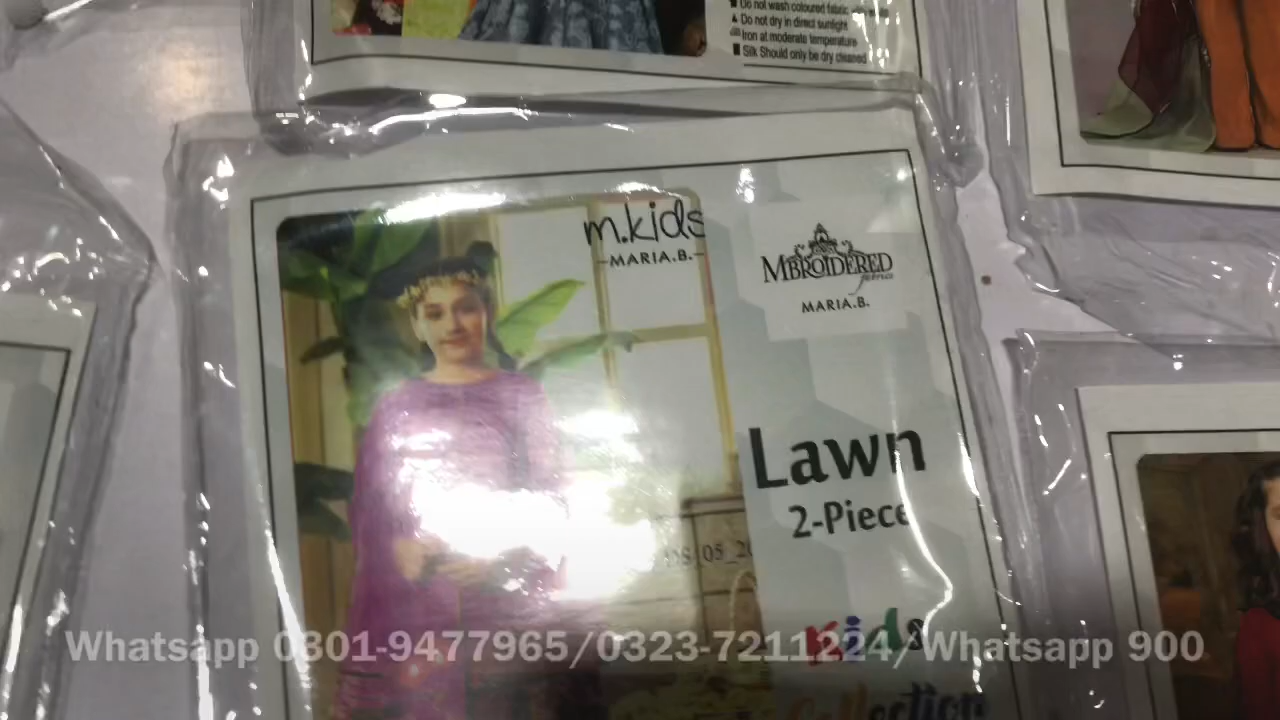 Do not wash coloured fabric
Do not dry in direct sunlight
Iron at moderate temperature
Silk Should only be dry cleaned
m.kids
-MARIA.B.-
MBROIDERED
MARIA.B.
Lawn
2-Piece
Kids
Collection
Whatsapp 0301-9477965/0323-7211224/Whatsapp 900